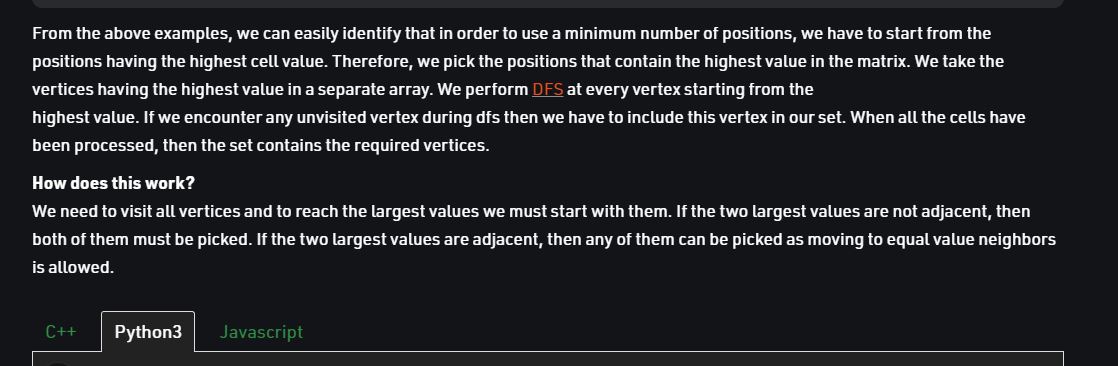 From the above examples, we can easily identify that in order to use a minimum number of positions, we have to start from the
positions having the highest cell value. Therefore, we pick the positions that contain the highest value in the matrix. We take the
vertices having the highest value in a separate array. We perform DFS at every vertex starting from the
highest value. If we encounter any unvisited vertex during dfs then we have to include this vertex in our set. When all the cells have
been processed, then the set contains the required vertices.
How does this work?
We need to visit all vertices and to reach the largest values we must start with them. If the two largest values are not adjacent, then
both of them must be picked. If the two largest values are adjacent, then any of them can be picked as moving to equal value neighbors
is allowed.
C++ Python3 Javascript